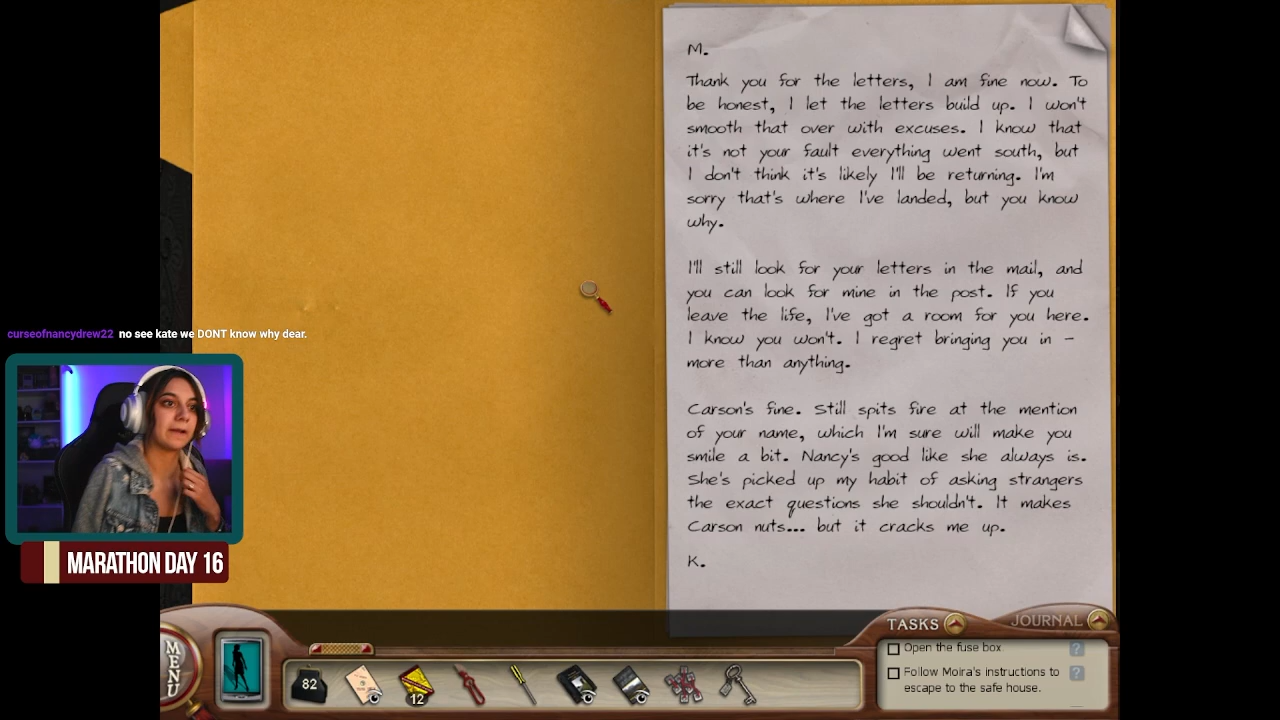 M.
Thank you for the letters, I am fine now. To
be honest, I let the letters build up. I won't
smooth that over with excuses. I know that
it's not your fault everything went south, but
I don't think it's likely I'll be returning. I'm
sorry that's where I've landed, but you know
why.
I'll still look for your letters in the mail, and
you can look for mine in the post. If you
leave the life, I've got a room for you here.
I know you won't. I regret bringing you in -
more than anything.
Carson's fine. Still spits fire at the mention
of your name, which I'm sure will make you
smile a bit. Nancy's good like she always is.
She's picked up my habit of asking strangers
the exact questions she shouldn't. It makes
Carson nuts... but it cracks me up.
K.
curseofnancydrew22 no see kate we DONT know why dear.
MARATHON DAY 16
MENU
82
12
TASKS
JOURNAL
Open the fuse box
?
Follow Moira's instructions to
escape to the safe house.
?